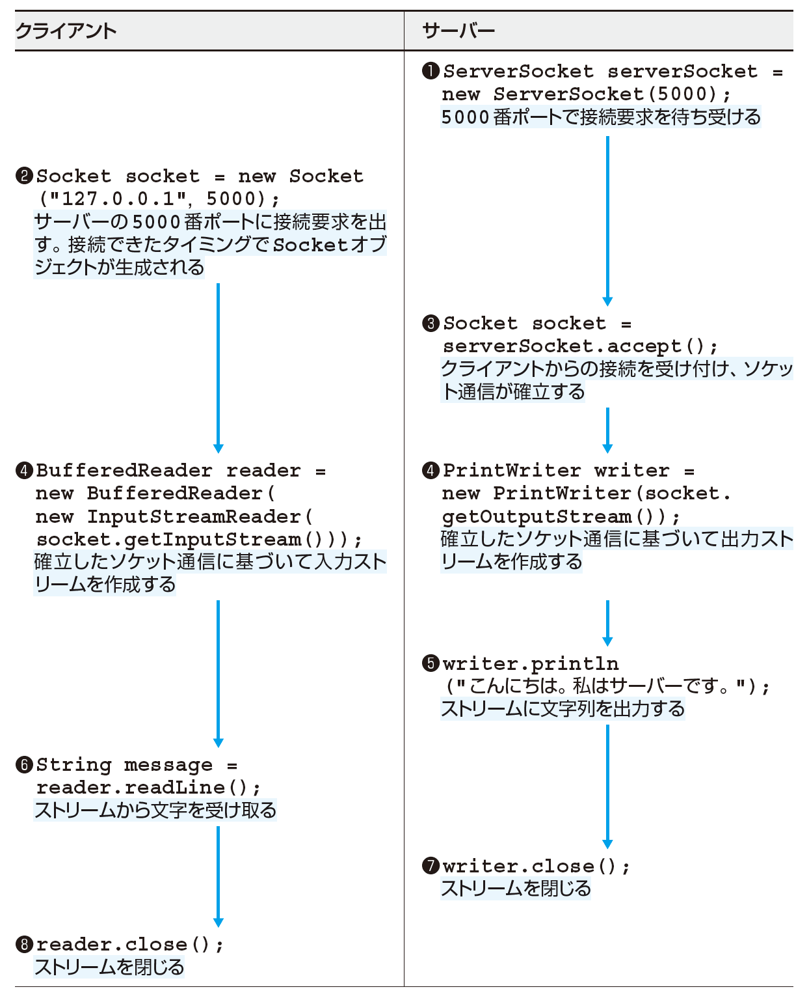 クライアント
サーバー
❶ServerSocket serverSocket =
new ServerSocket(5000);
5000番ポートで接続要求を待ち受ける
❷Socket socket = new Socket
("127.0.0.1", 5000);
サーバーの5000番ポートに接続要求を出
す。接続できたタイミングでSocketオブ
ジェクトが生成される
❸Socket socket =
serverSocket.accept();
クライアントからの接続を受け付け、ソケッ
ト通信が確立する
❹BufferedReader reader =
new BufferedReader(
new InputStreamReader(
socket.getInputStream()));
確立したソケット通信に基づいて入力スト
リームを作成する
❹PrintWriter writer =
new PrintWriter(socket.
getOutputStream());
確立したソケット通信に基づいて出力スト
リームを作成する
❺writer.println
("こんにちは。私はサーバーです。");
ストリームに文字列を出力する
❻String message =
reader.readLine();
ストリームから文字を受け取る
❼writer.close();
ストリームを閉じる
❽reader.close();
ストリームを閉じる